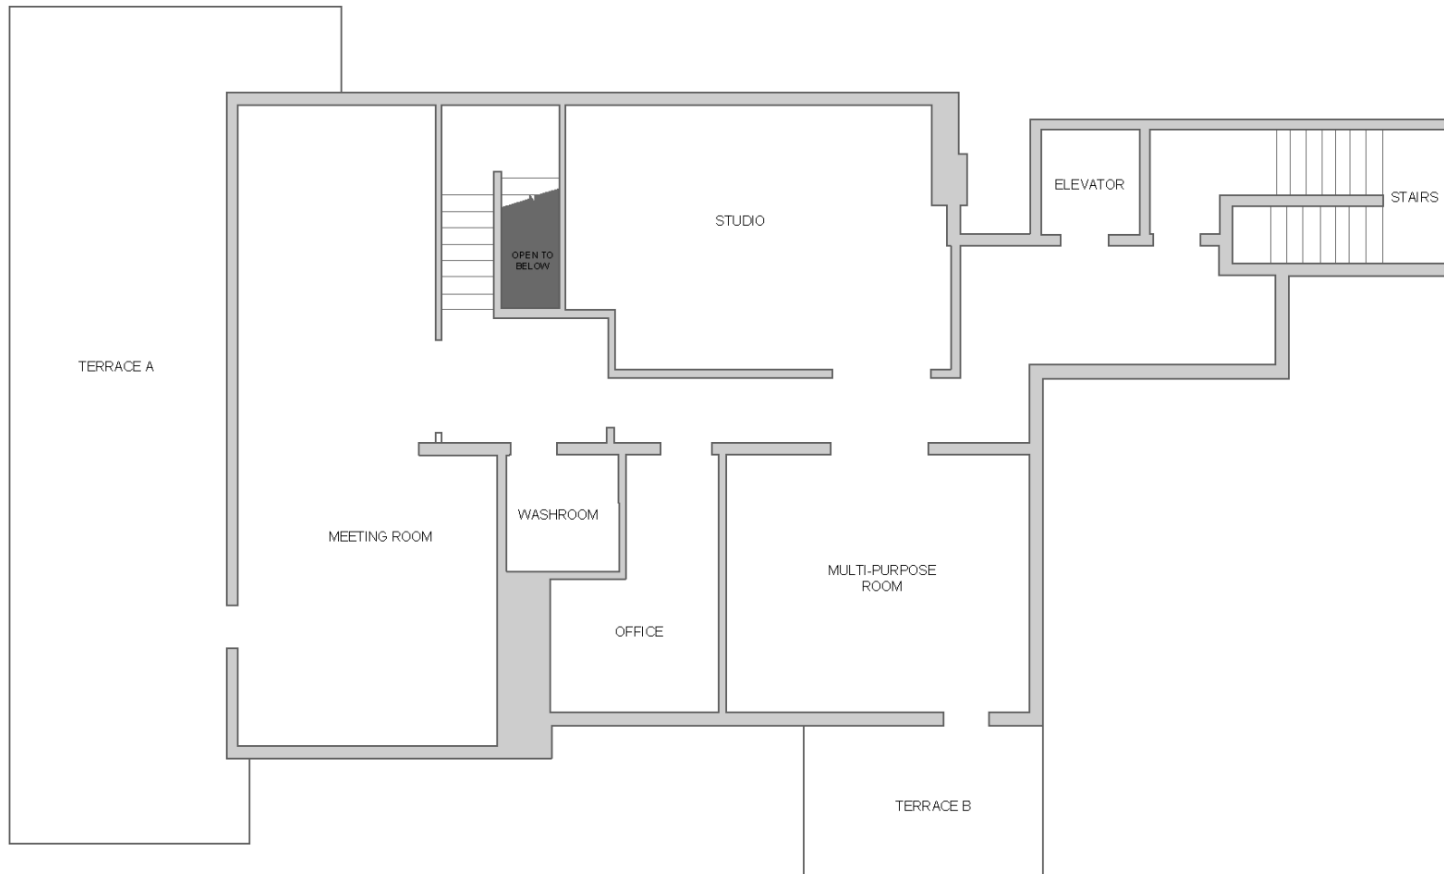 ELEVATOR
STAIRS
STUDIO
OPEN TO
BELOW
TERRACE A
WASHROOM
MEETING ROOM
MULTI-PURPOSE
ROOM
OFFICE
TERRACE B